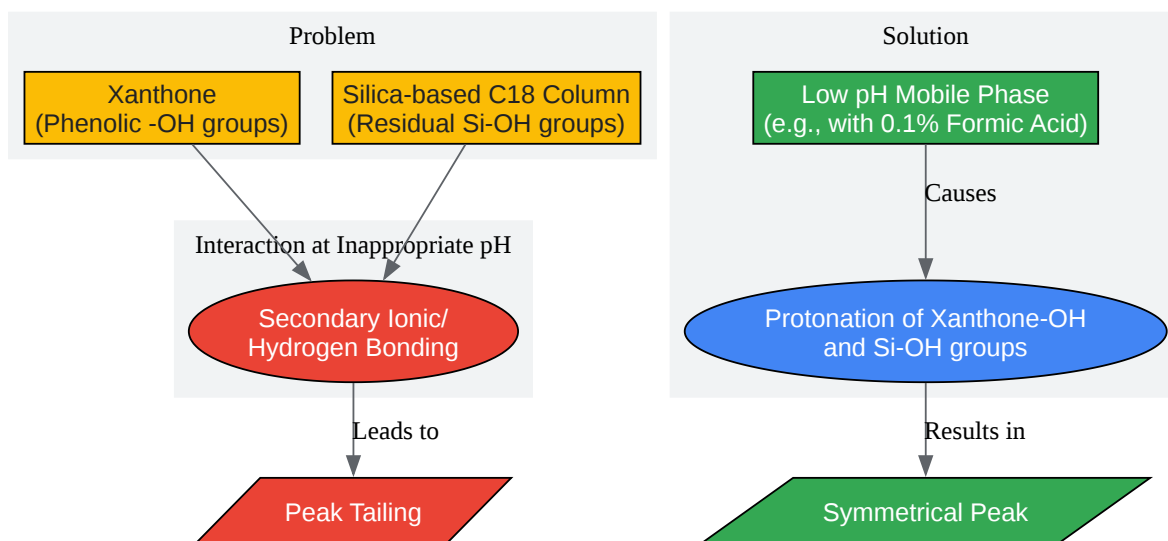 Problem
Xanthone
(Phenolic -OH groups)
Silica-based C18 Column
(Residual Si-OH groups)
Interaction at Inappropriate pH
Secondary Ionic/
Hydrogen Bonding
Leads to
Peak Tailing
Solution
Low pH Mobile Phase
(e.g., with 0.1% Formic Acid)
Causes
Protonation of Xanthone-OH
and Si-OH groups
Results in
Symmetrical Peak